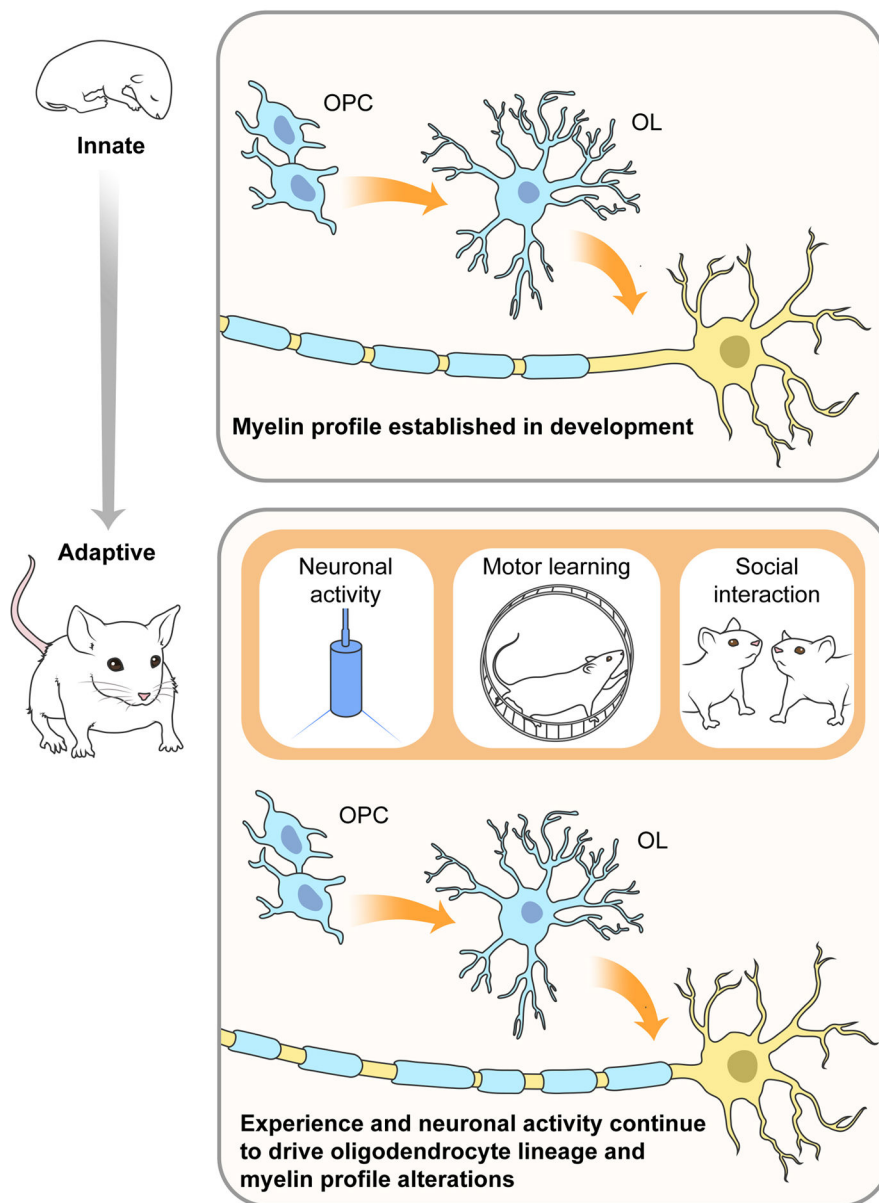 OPC
OL
Innate
Myelin profile established in development
Adaptive
Neuronal
activity
Motor learning
Social
interaction
OPC
OL
Experience and neuronal activity continue
to drive oligodendrocyte lineage and
myelin profile alterations